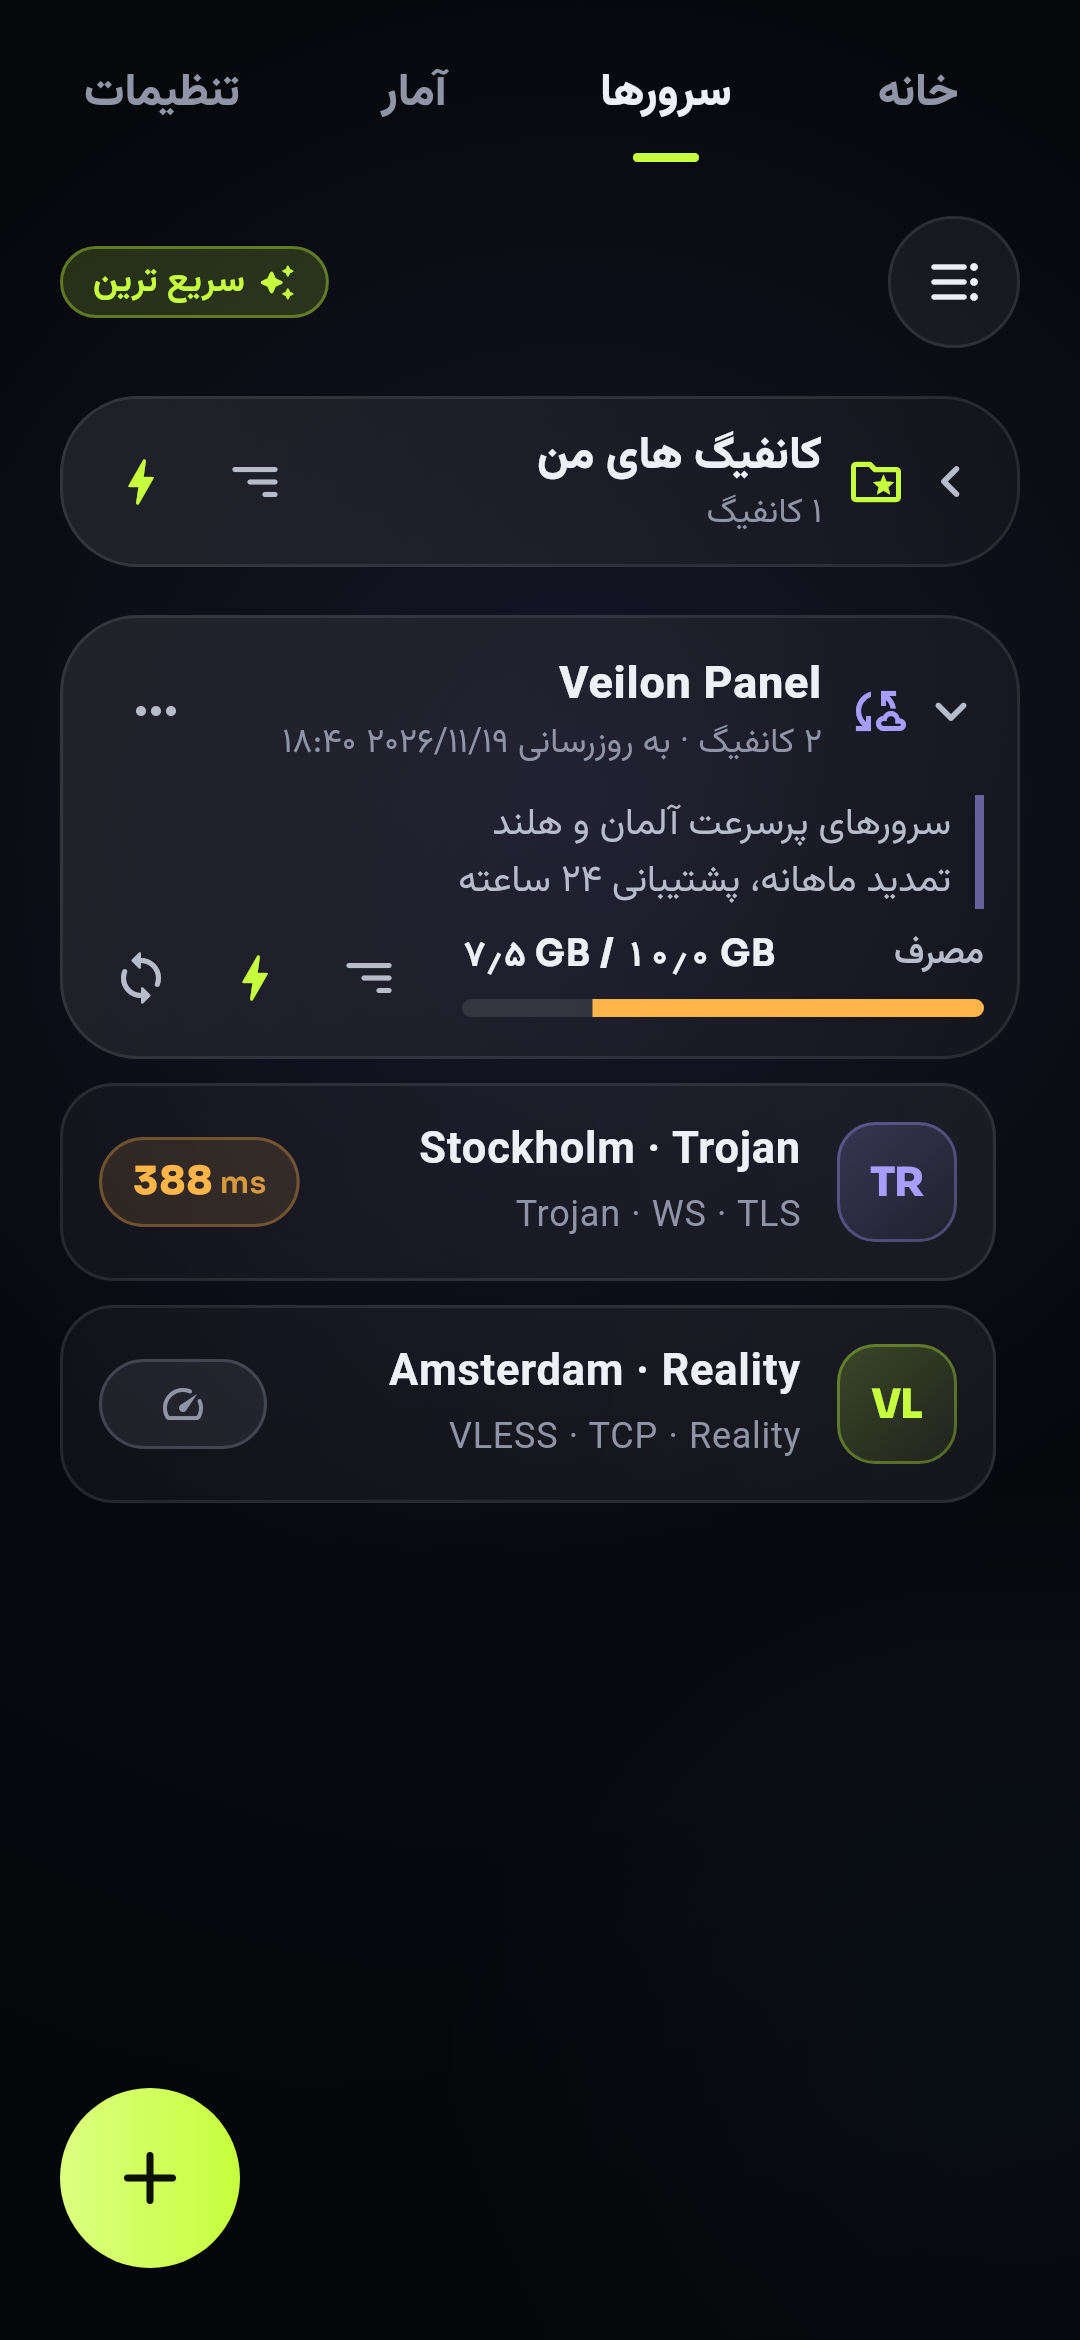 خانه
سرورها
آمار
تنظیمات
سریع ترین
کانفیگ های من
۱ کانفیگ
Veilon Panel
۲ کانفیگ · به روزرسانی ۲۰۲۶/۱۱/۱۹ ۱۸:۴۰
سرورهای پرسرعت آلمان و هلند
تمدید ماهانه، پشتیبانی ۲۴ ساعته
مصرف
۷٫۵ GB / ۱۰٫۰ GB
TR
Stockholm · Trojan
Trojan · WS · TLS
388 ms
VL
Amsterdam · Reality
VLESS · TCP · Reality